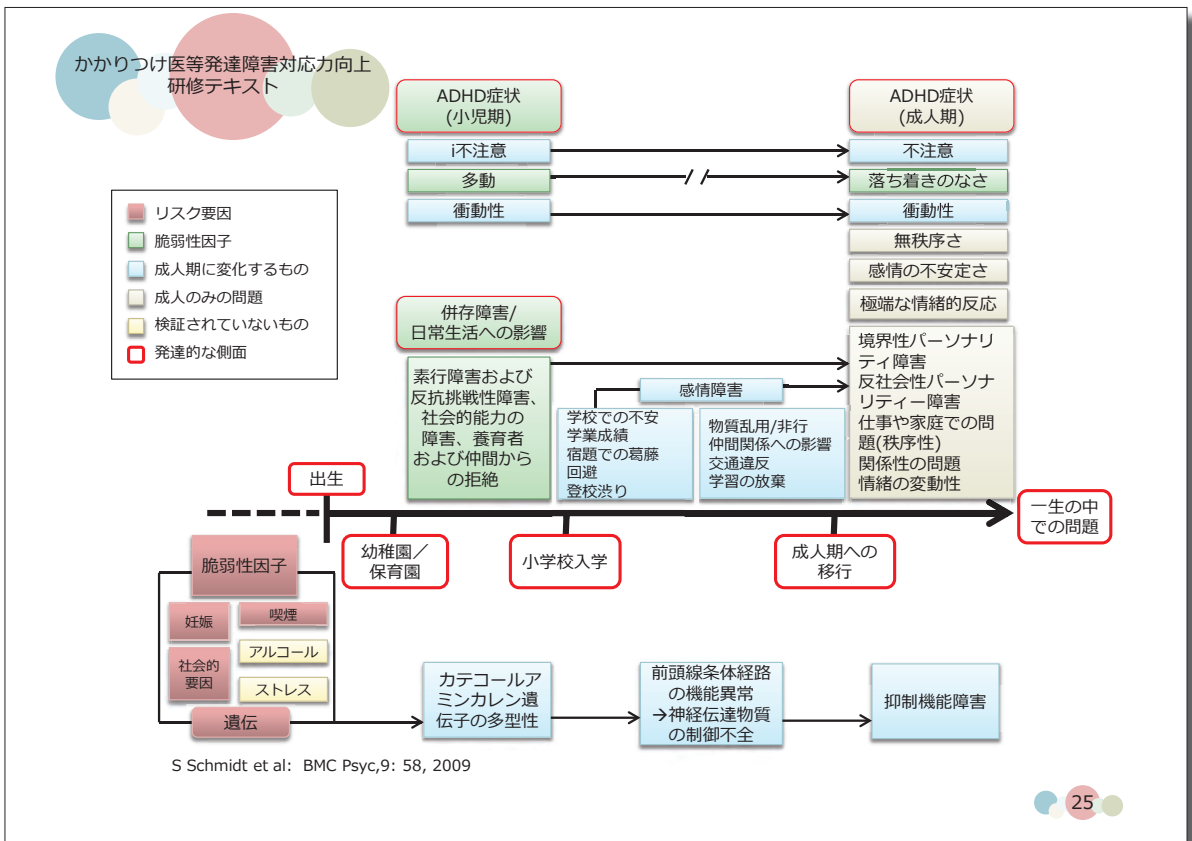 かかりつけ医等発達障害対応力向上
研修テキスト
リスク要因
脆弱性因子
成人期に変化するもの
成人のみの問題
検証されていないもの
発達的な側面
ADHD症状
(小児期)
i不注意
多動
衝動性
ADHD症状
(成人期)
不注意
落ち着きのなさ
衝動性
無秩序さ
感情の不安定さ
極端な情緒的反応
併存障害/
日常生活への影響
素行障害および
反抗挑戦性障害、
社会的能力の
障害、養育者
および仲間から
の拒絶
感情障害
学校での不安
学業成績
宿題での葛藤
回避
登校渋り
物質乱用/非行
仲間関係への影響
交通違反
学習の放棄
境界性パーソナリ
ティ障害
反社会性パーソナ
リティー障害
仕事や家庭での問
題(秩序性)
関係性の問題
情緒の変動性
出生
幼稚園／
保育園
小学校入学
成人期への
移行
一生の中
での問題
脆弱性因子
妊娠
喫煙
社会的
要因
アルコール
ストレス
遺伝
カテコールア
ミンカレン遺
伝子の多型性
前頭線条体経路
の機能異常
→神経伝達物質
の制御不全
抑制機能障害
S Schmidt et al: BMC Psyc,9: 58, 2009
25